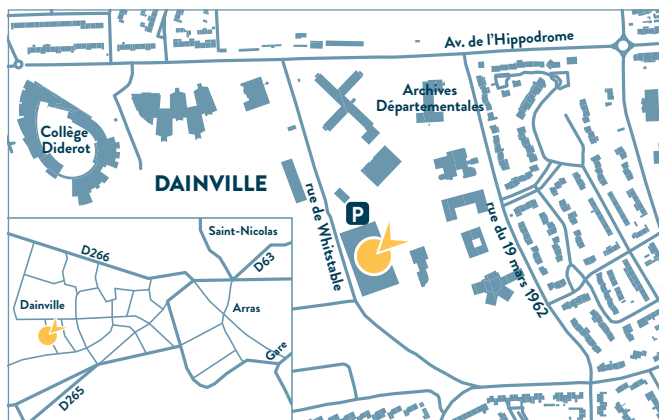 Av. de l'Hippodrome
Archives
Départementales
Collège
Diderot
DAINVILLE
rue de Whitstable
P
rue du 19 mars 1962
Saint-Nicolas
D266
D63
Dainville
Arras
Gare
D265